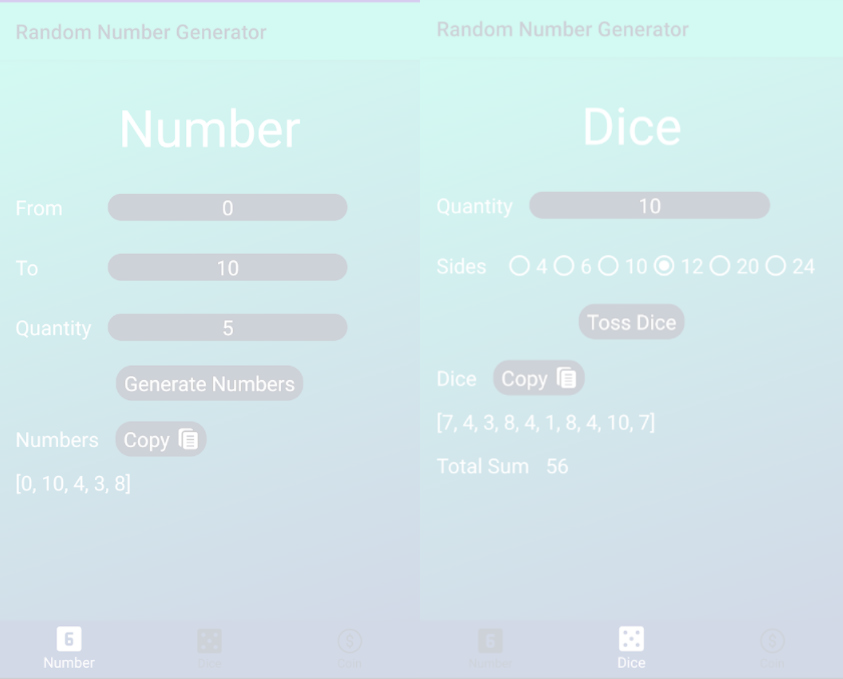 Random Number Generator
Number
From 0
To 10
Quantity 5
Generate Numbers
Numbers Copy
[0, 10, 4, 3, 8]
6
Number Dice Coin
Random Number Generator
Dice
Quantity 10
Sides 4 6 10 12 20 24
Toss Dice
Dice Copy
[7, 4, 3, 8, 4, 1, 8, 4, 10, 7]
Total Sum 56
6
Number Dice Coin